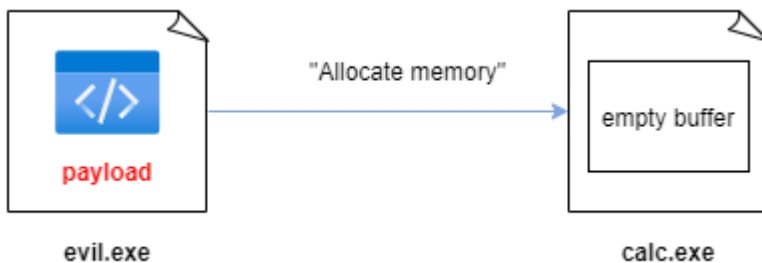 "Allocate memory"
</>
empty buffer
payload
evil.exe
calc.exe